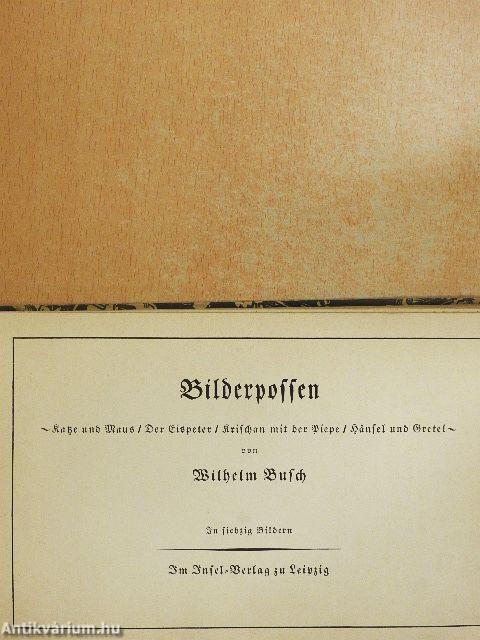 Bilderpossen
~Katze und Maus / Der Eispeter / Krischan mit der Piepe / Hänsel und Gretel~
von
Wilhelm Busch
In siebzig Bildern
Im Insel-Verlag zu Leipzig
Antikvárium.hu